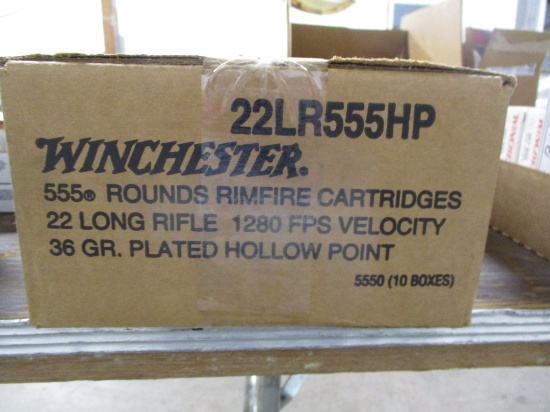 22LR555HP
WINCHESTER®
555® ROUNDS RIMFIRE CARTRIDGES
22 LONG RIFLE 1280 FPS VELOCITY
36 GR. PLATED HOLLOW POINT
5550 (10 BOXES)